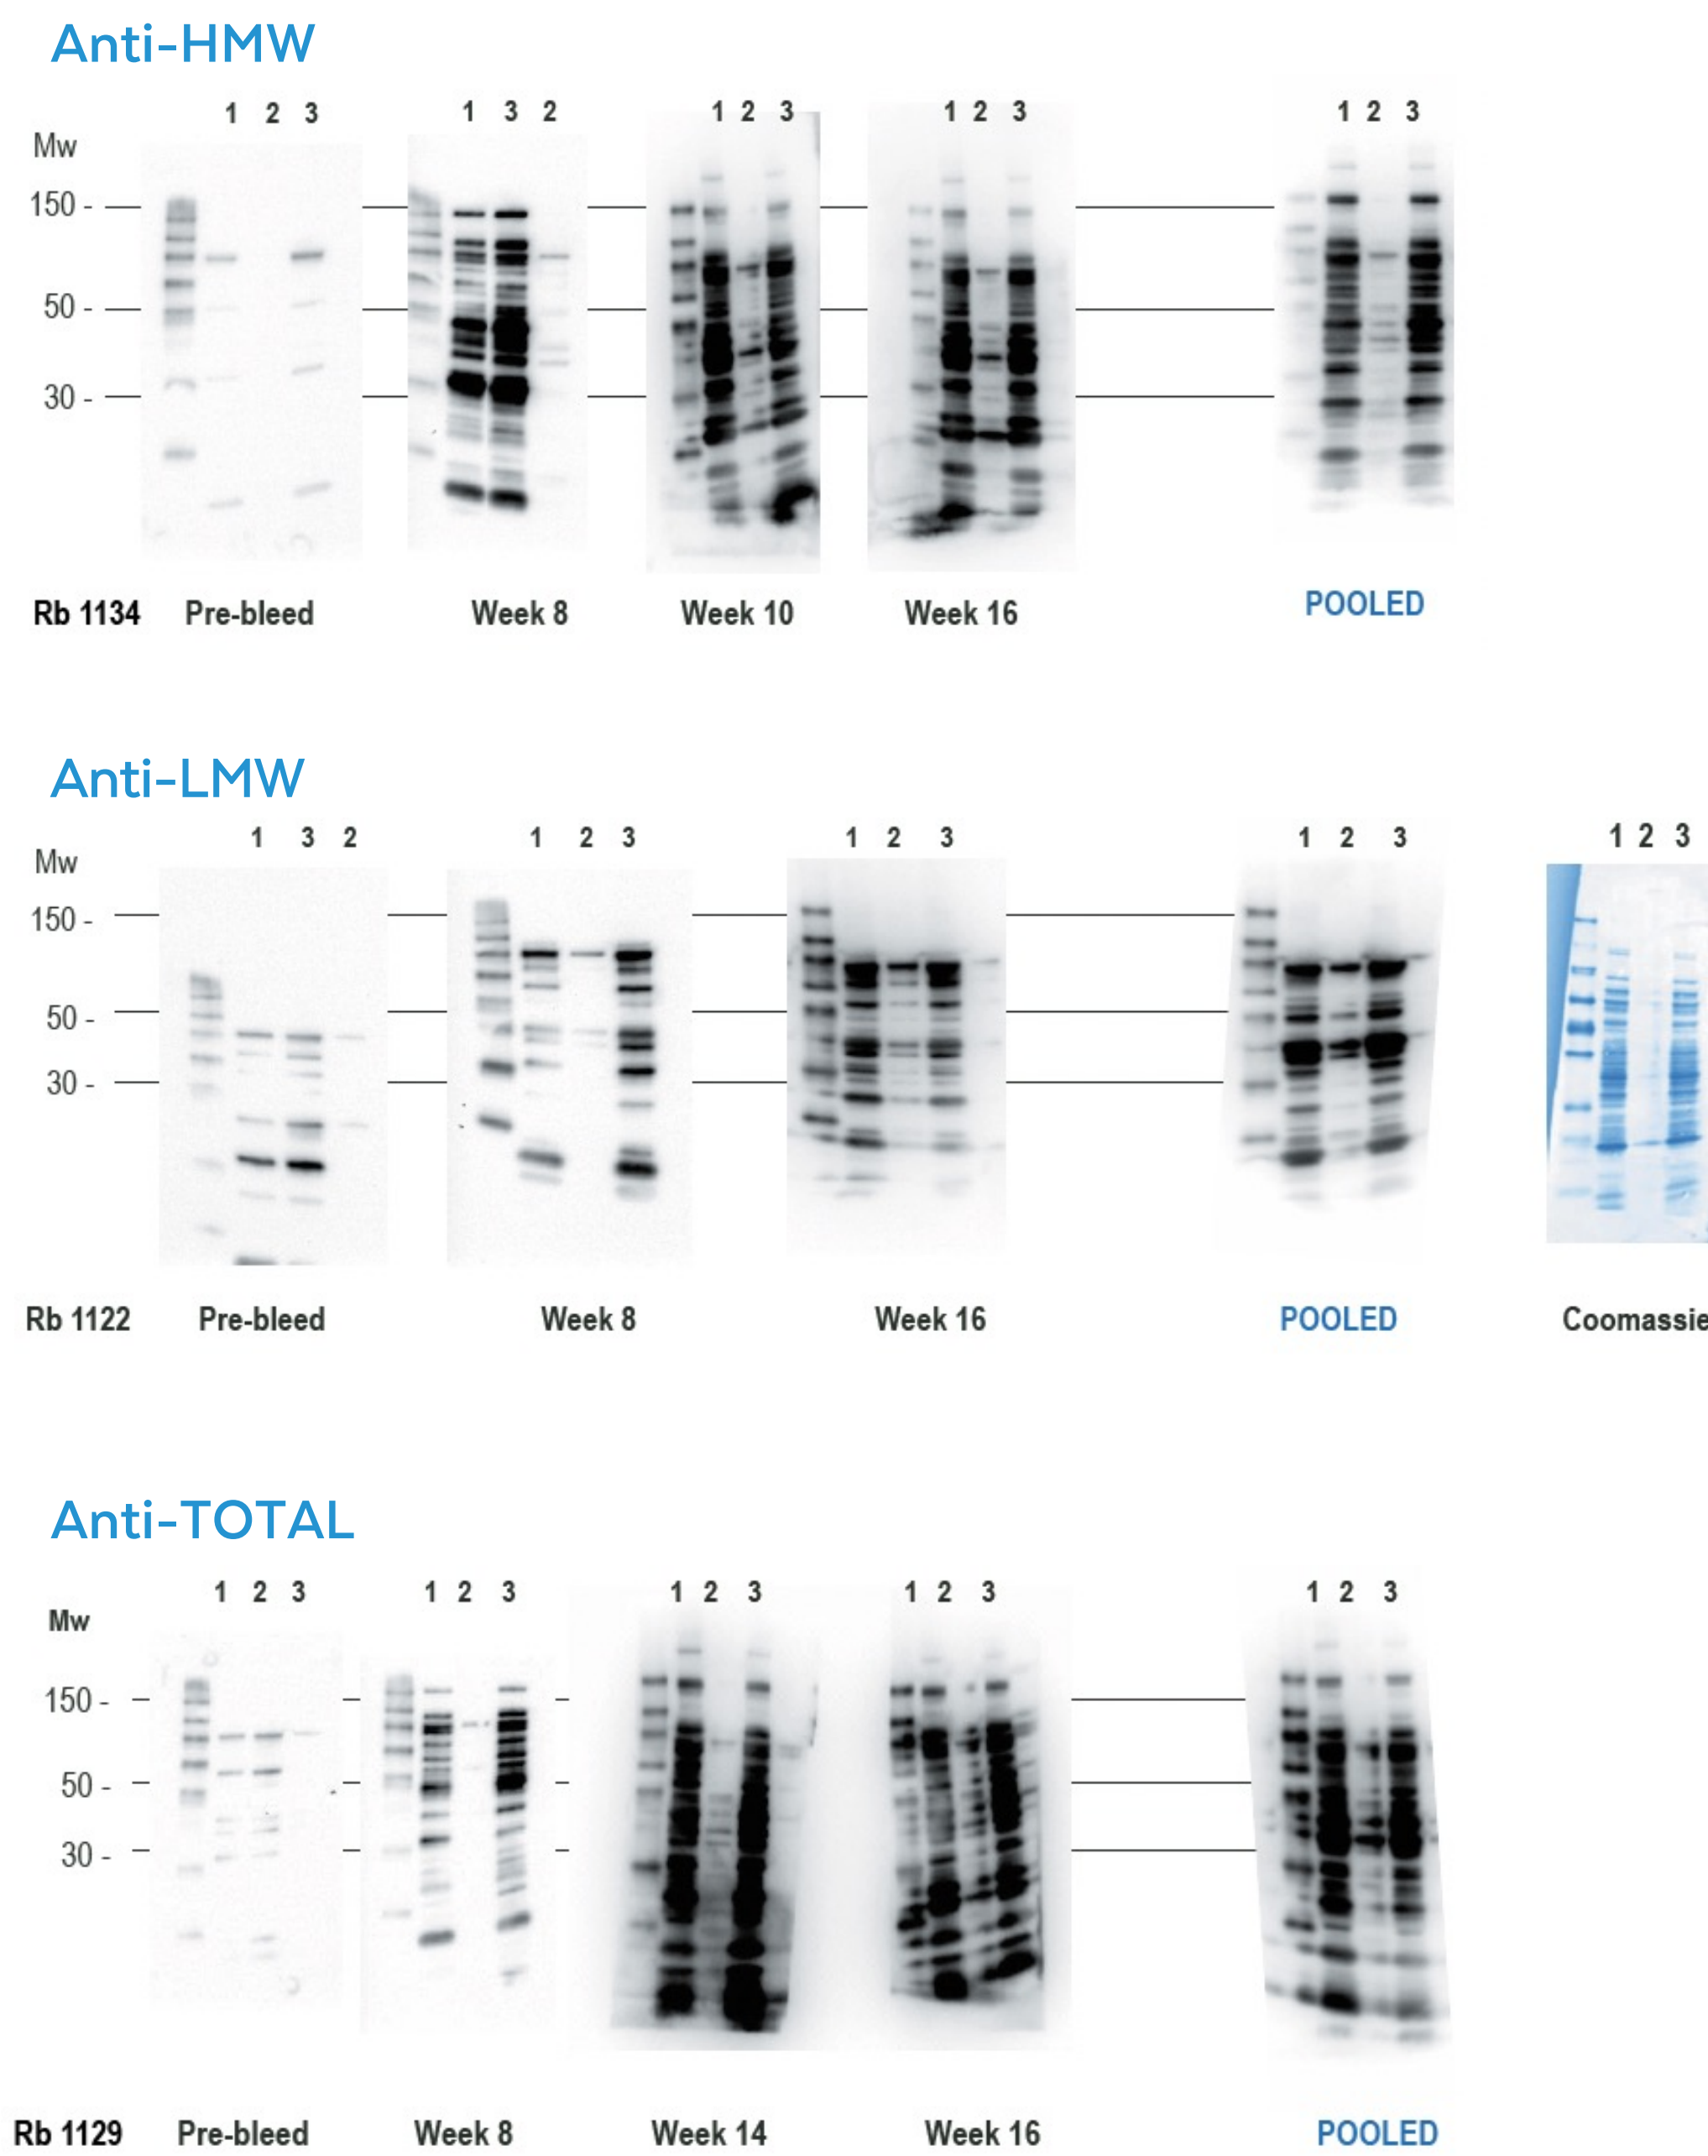 Anti-HMW
1 2 3 1 3 2 1 2 3 1 2 3 1 2 3
Mw
150 -
50 -
30 -
Rb 1134 Pre-bleed Week 8 Week 10 Week 16 POOLED
Anti-LMW
1 3 2 1 2 3 1 2 3 1 2 3 1 2 3
Mw
150 -
50 -
30 -
Rb 1122 Pre-bleed Week 8 Week 16 POOLED Coomassie
Anti-TOTAL
1 2 3 1 2 3 1 2 3 1 2 3 1 2 3
Mw
150 -
50 -
30 -
Rb 1129 Pre-bleed Week 8 Week 14 Week 16 POOLED